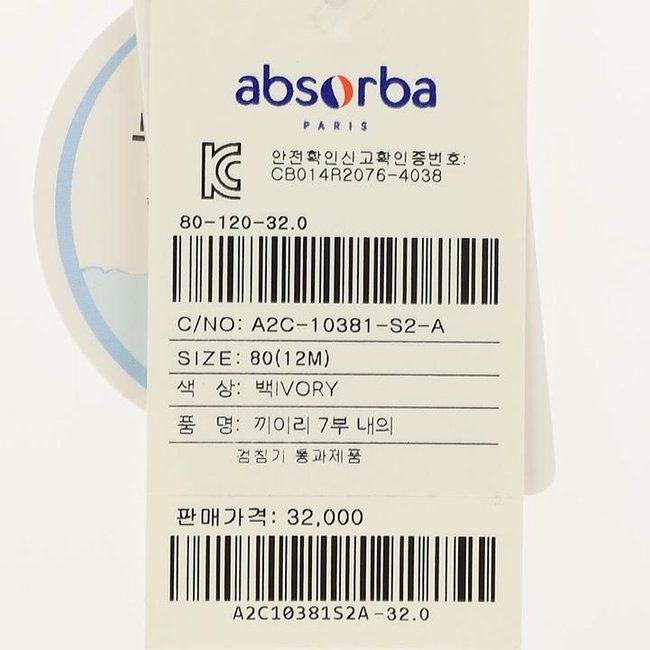 absorba
PARIS
안전확인신고확인증번호:
CB014R2076-4038
80-120-32.0
C/NO: A2C-10381-S2-A
SIZE: 80(12M)
색 상: 백IVORY
품 명: 끼이리 7부 내의
검침기 통과제품
판매가격: 32,000
A2C10381S2A-32.0